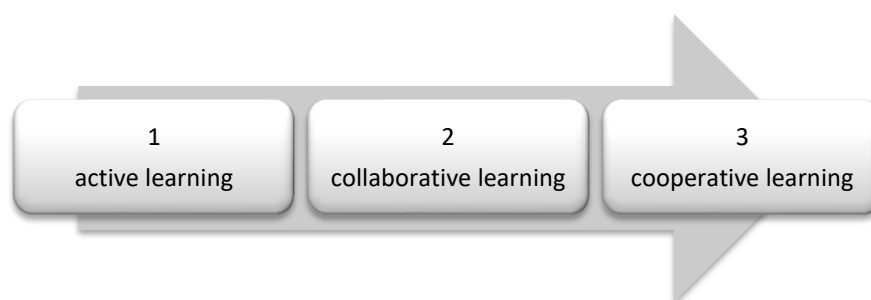 1
active learning
2
collaborative learning
3
cooperative learning